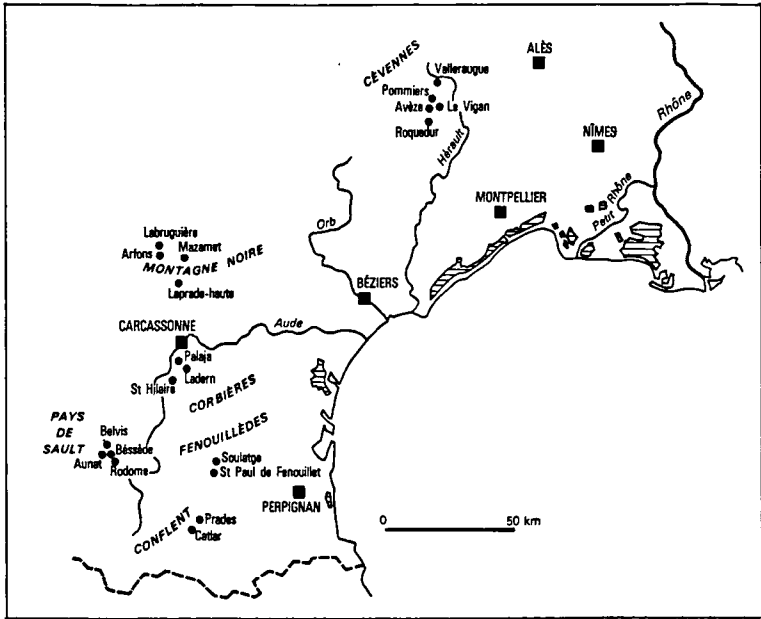 ALÈS
CÉVENNES
Valleraugue
Pommiers
Avèze
Le Vigan
Roquedur
Hérault
Rhône
NÎMES
Petit Rhône
MONTPELLIER
Orb
Labruguière
Arfons
Mazamet
MONTAGNE NOIRE
Laprade-haute
BÉZIERS
CARCASSONNE
Aude
Palaja
Ladern
St Hilaire
CORBIÈRES
PAYS
DE
SAULT
Belvis
Béssède
Aunat
Rodome
FENOUILLÈDES
Soulatge
St Paul de Fenouillet
PERPIGNAN
0 50 km
CONFLENT
Prades
Catlar